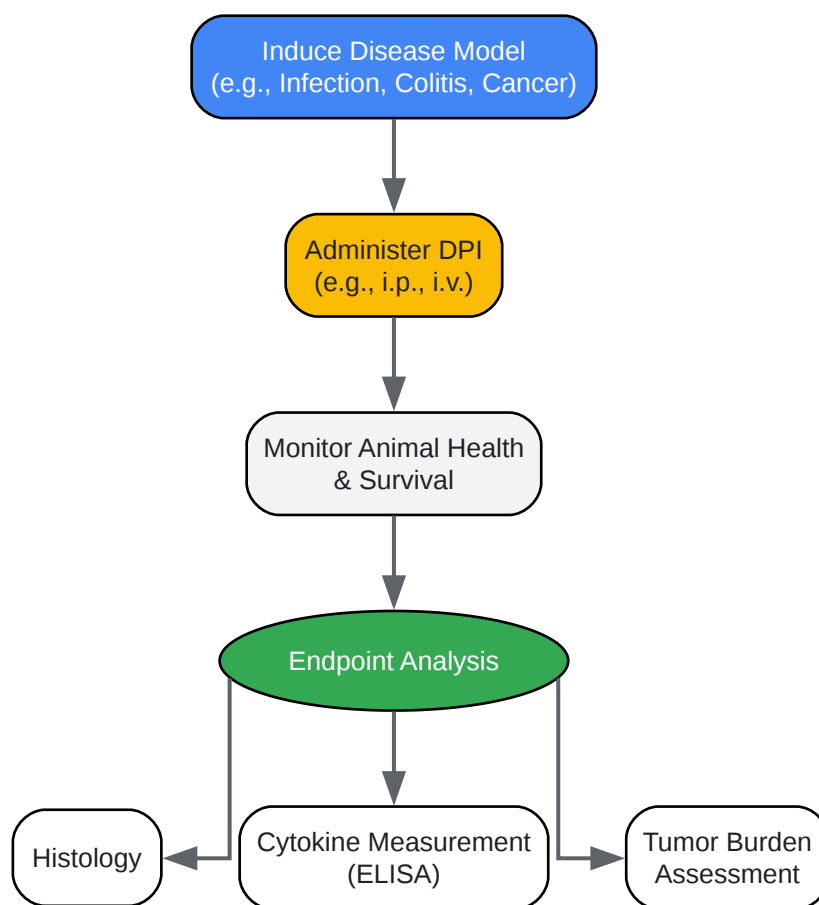 Induce Disease Model
(e.g., Infection, Colitis, Cancer)
Administer DPI
(e.g., i.p., i.v.)
Monitor Animal Health
& Survival
Endpoint Analysis
Histology
Cytokine Measurement
(ELISA)
Tumor Burden
Assessment